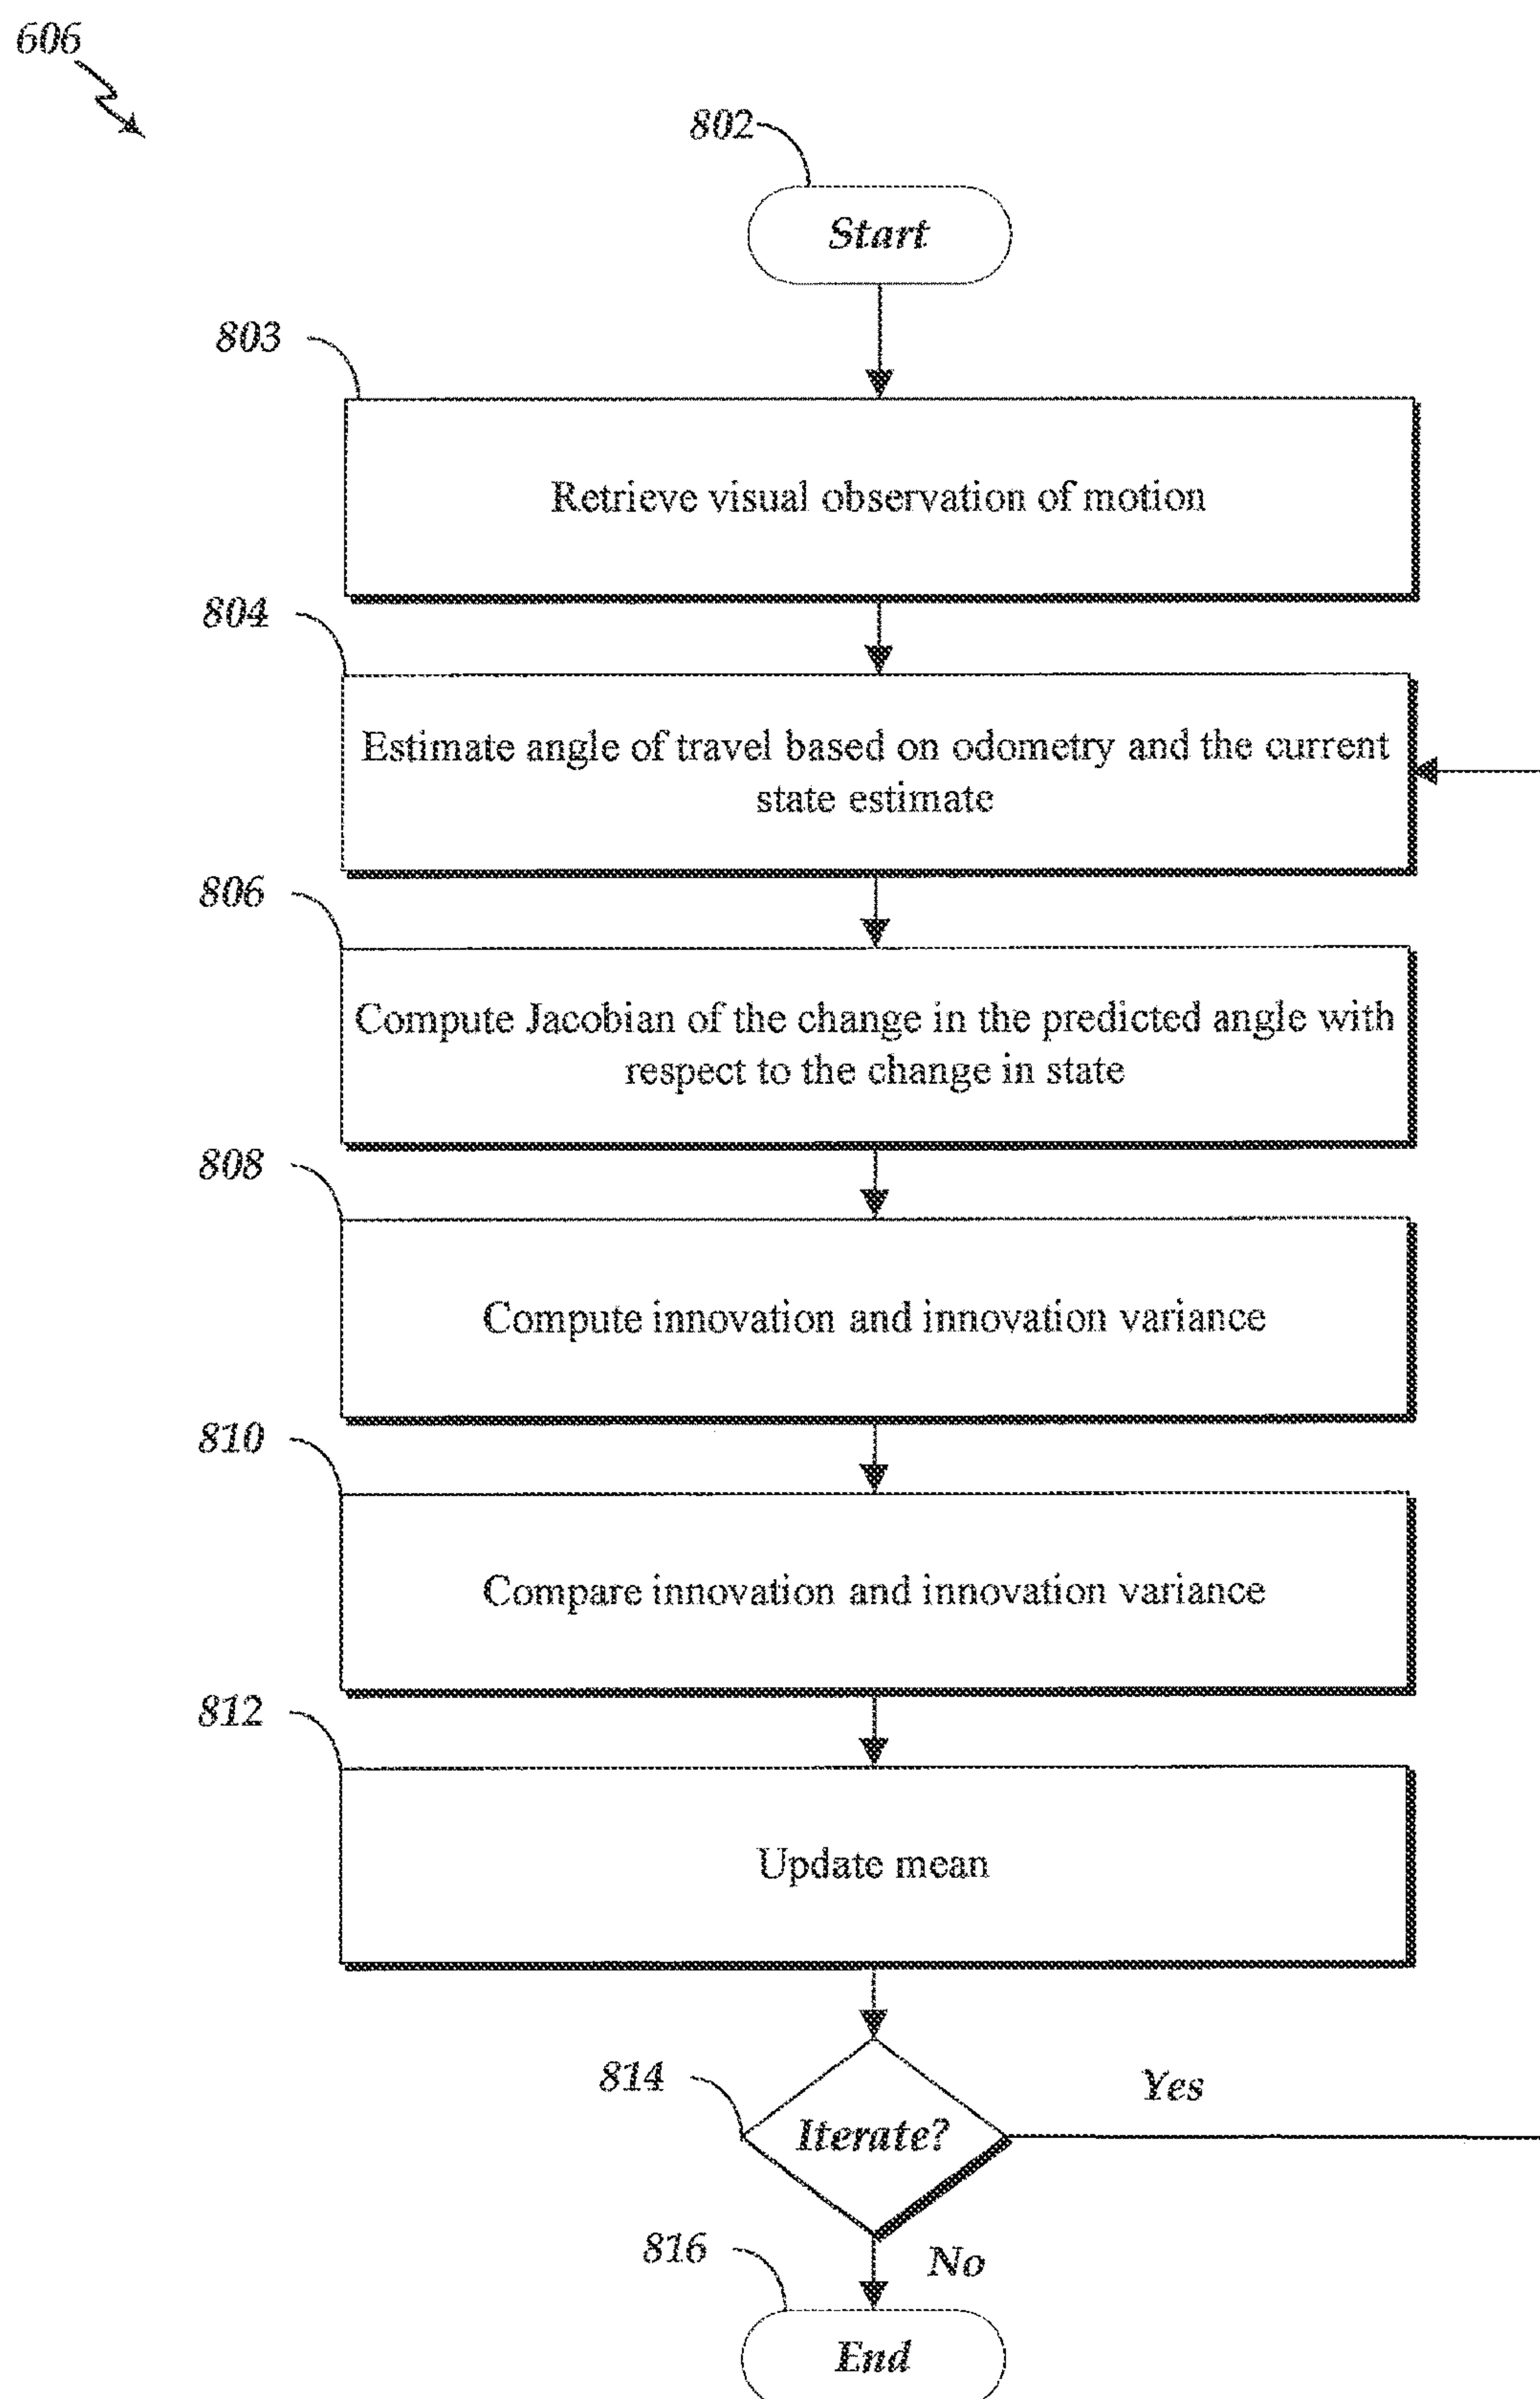 606
802
Start
803
Retrieve visual observation of motion
804
Estimate angle of travel based on odometry and the current
state estimate
806
Compute Jacobian of the change in the predicted angle with
respect to the change in state
808
Compute innovation and innovation variance
810
Compare innovation and innovation variance
812
Update mean
814
Iterate?
Yes
816
No
End